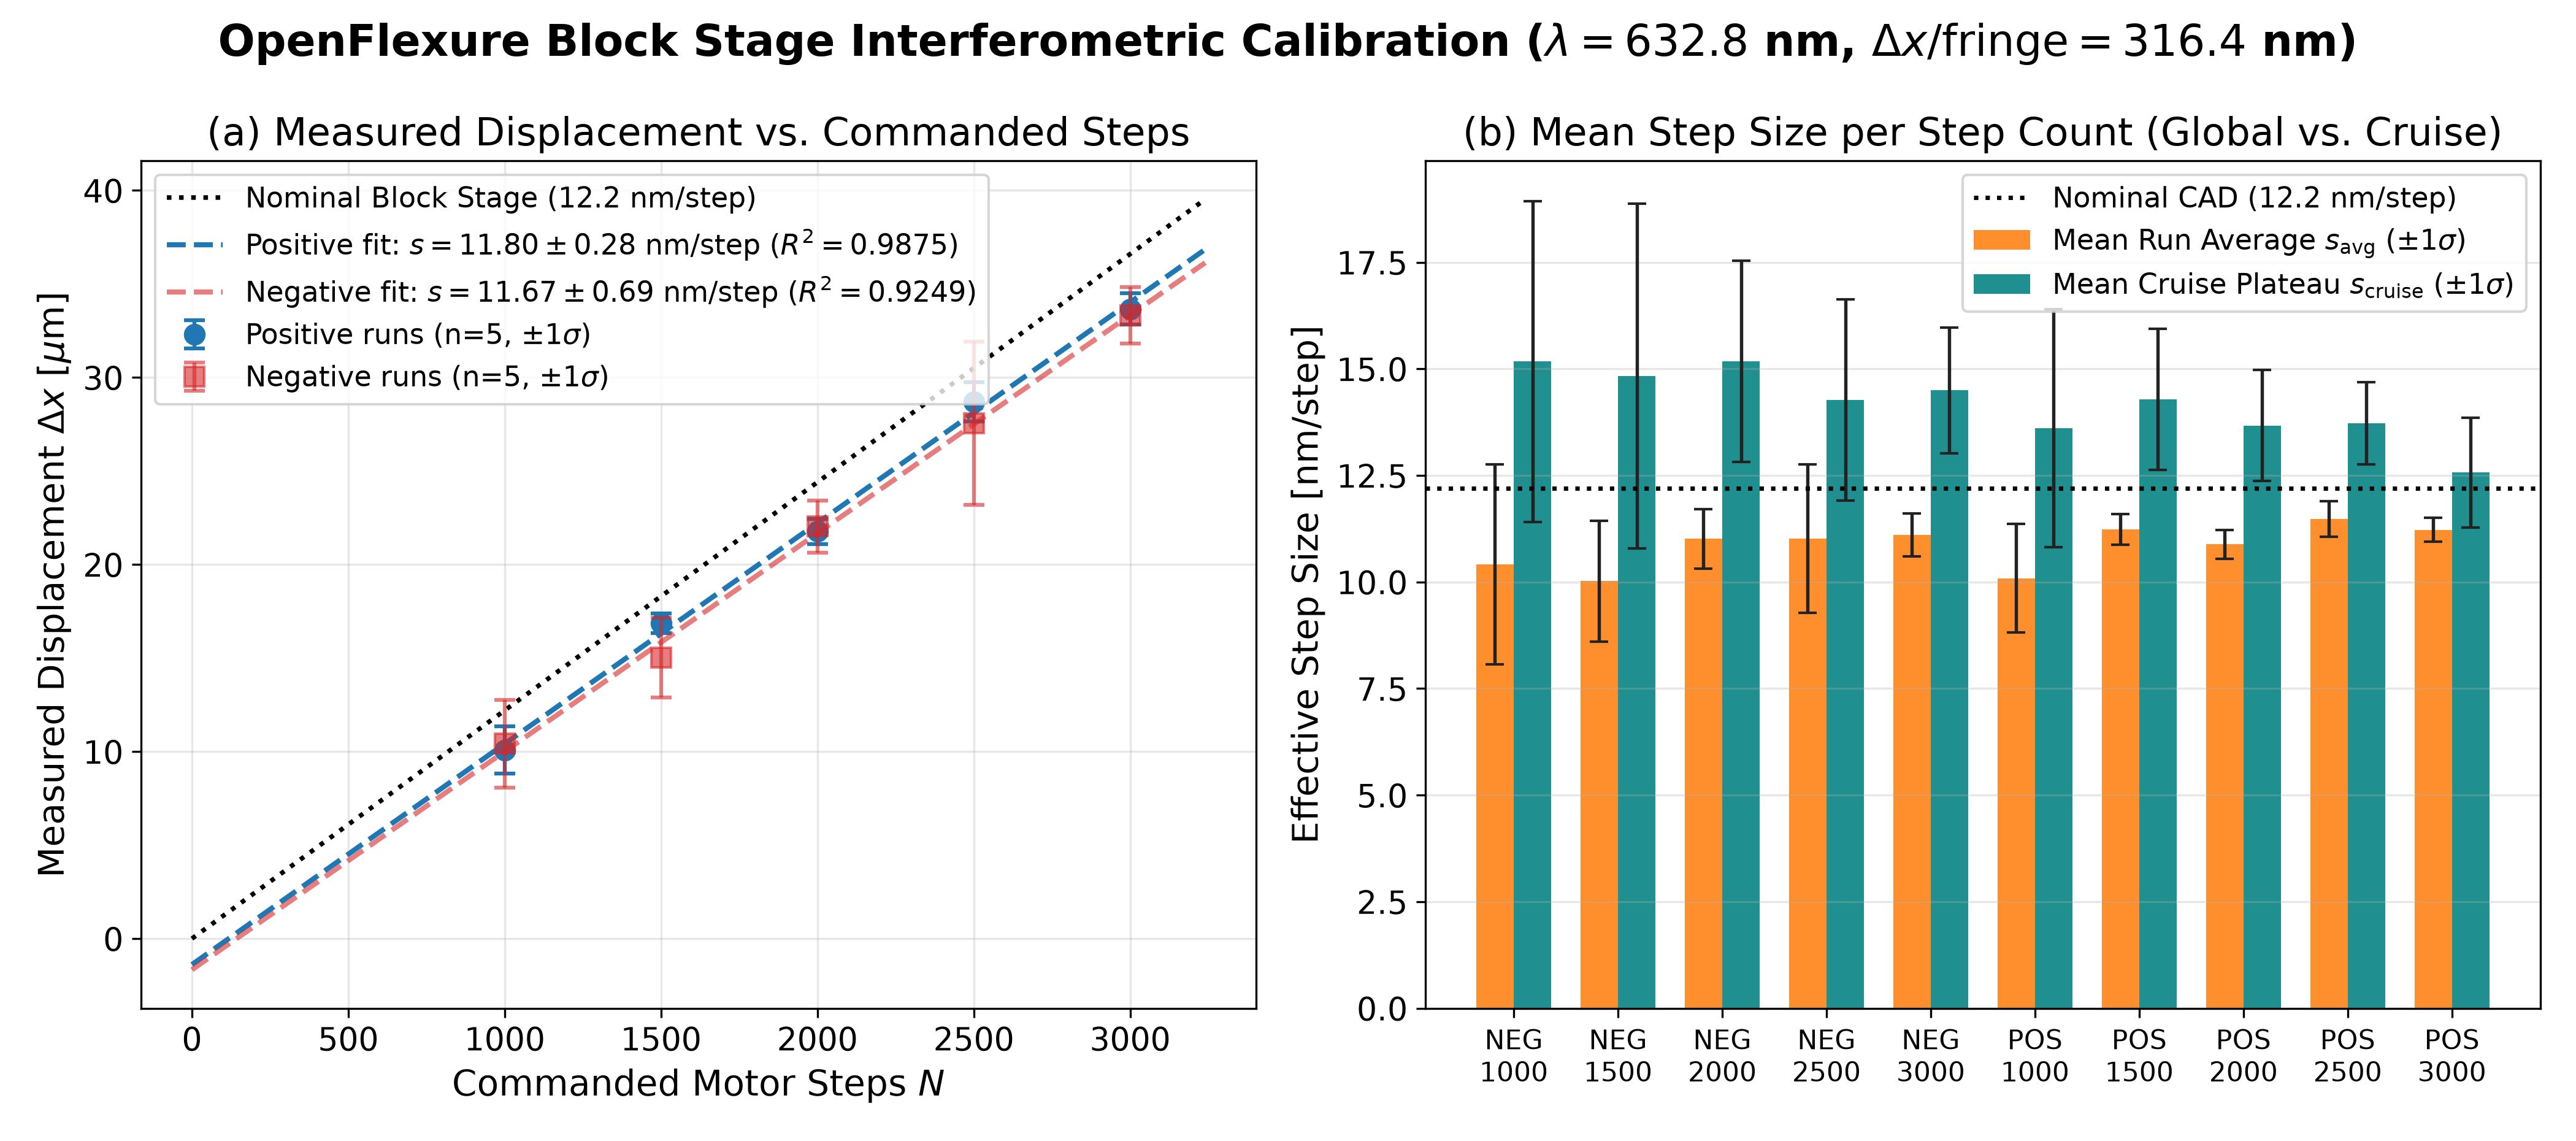 OpenFlexure Block Stage Interferometric Calibration (λ = 632.8 nm, Δx/fringe = 316.4 nm)
(a) Measured Displacement vs. Commanded Steps
Measured Displacement Δx [μm]
40
30
20
10
0
Nominal Block Stage (12.2 nm/step)
Positive fit: s = 11.80 ± 0.28 nm/step (R² = 0.9875)
Negative fit: s = 11.67 ± 0.69 nm/step (R² = 0.9249)
Positive runs (n=5, ±1σ)
Negative runs (n=5, ±1σ)
0 500 1000 1500 2000 2500 3000
Commanded Motor Steps N
(b) Mean Step Size per Step Count (Global vs. Cruise)
Effective Step Size [nm/step]
17.5
15.0
12.5
10.0
7.5
5.0
2.5
0.0
Nominal CAD (12.2 nm/step)
Mean Run Average s_avg (±1σ)
Mean Cruise Plateau s_cruise (±1σ)
NEG NEG NEG NEG NEG POS POS POS POS POS
1000 1500 2000 2500 3000 1000 1500 2000 2500 3000